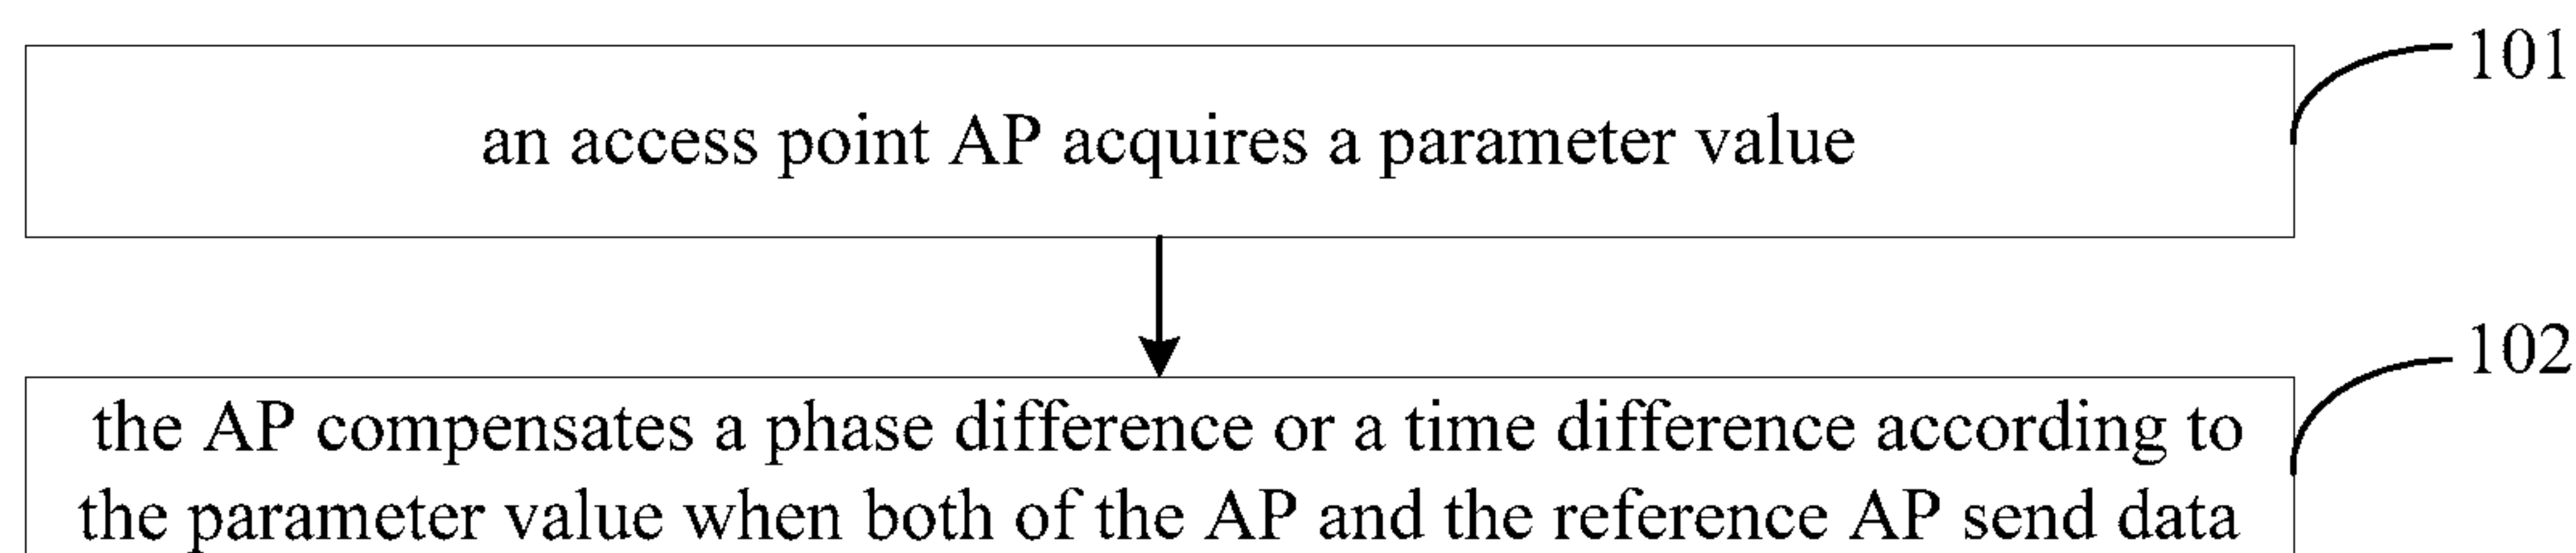 101
an access point AP acquires a parameter value
102
the AP compensates a phase difference or a time difference according to
the parameter value when both of the AP and the reference AP send data